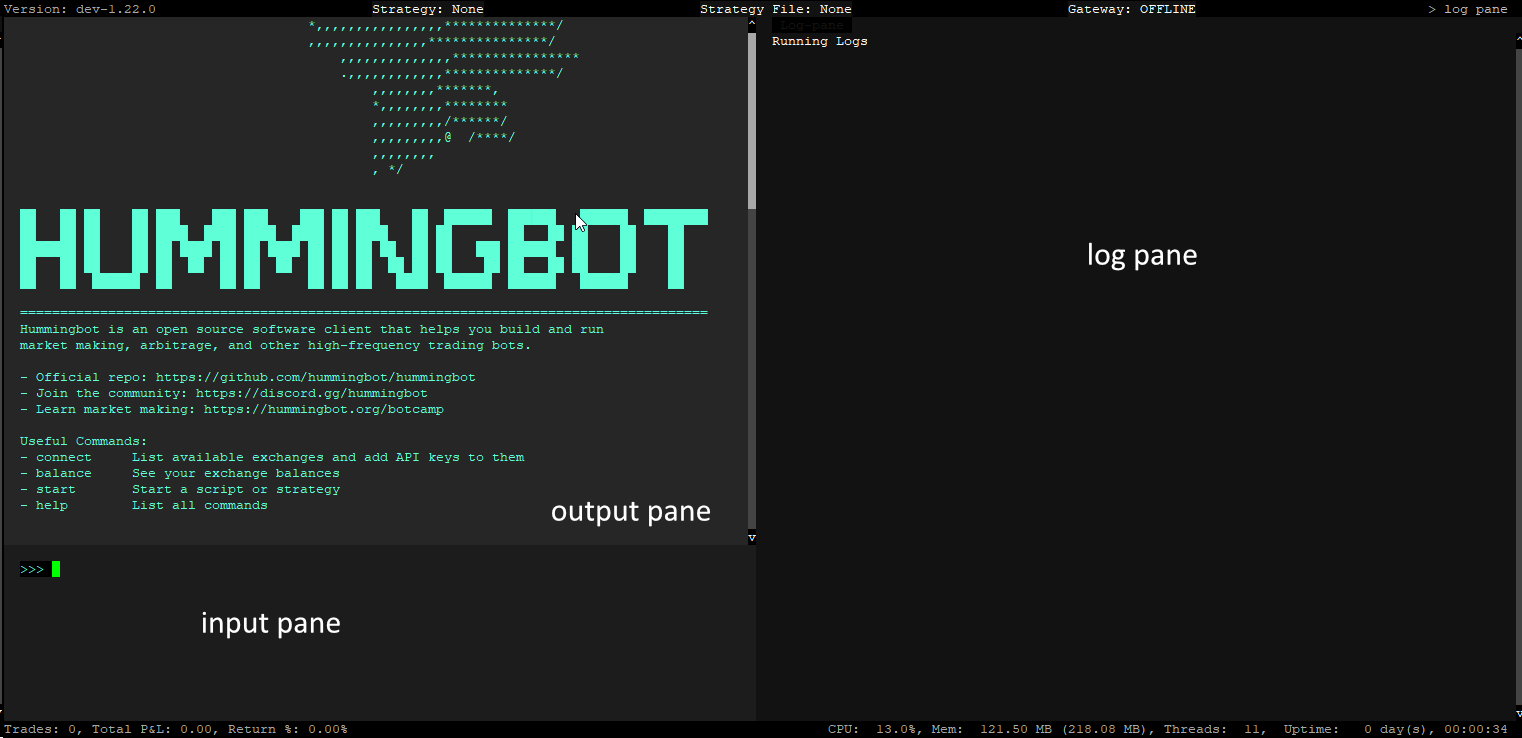 Version: dev-1.22.0 Strategy: None Strategy File: None Gateway: OFFLINE > log pane
*,,,,,,,,,,,,,,,,**************/
,,,,,,,,,,,,,,,***************/
,,,,,,,,,,,,,,****************
.,,,,,,,,,,,,**************/
,,,,,,,,*******,
*,,,,,,,,********
,,,,,,,,,/******/
,,,,,,,,,@  /****/
,,,,,,,,
, */
HUMMINGBOT
======================================================================================
Hummingbot is an open source software client that helps you build and run
market making, arbitrage, and other high-frequency trading bots.
- Official repo: https://github.com/hummingbot/hummingbot
- Join the community: https://discord.gg/hummingbot
- Learn market making: https://hummingbot.org/botcamp
Useful Commands:
- connect List available exchanges and add API keys to them
- balance See your exchange balances
- start Start a script or strategy
- help List all commands
output pane
>>>
input pane
Log-pane
Running Logs
log pane
Trades: 0, Total P&L: 0.00, Return %: 0.00% CPU: 13.0%, Mem: 121.50 MB (218.08 MB), Threads: 11, Uptime: 0 day(s), 00:00:34